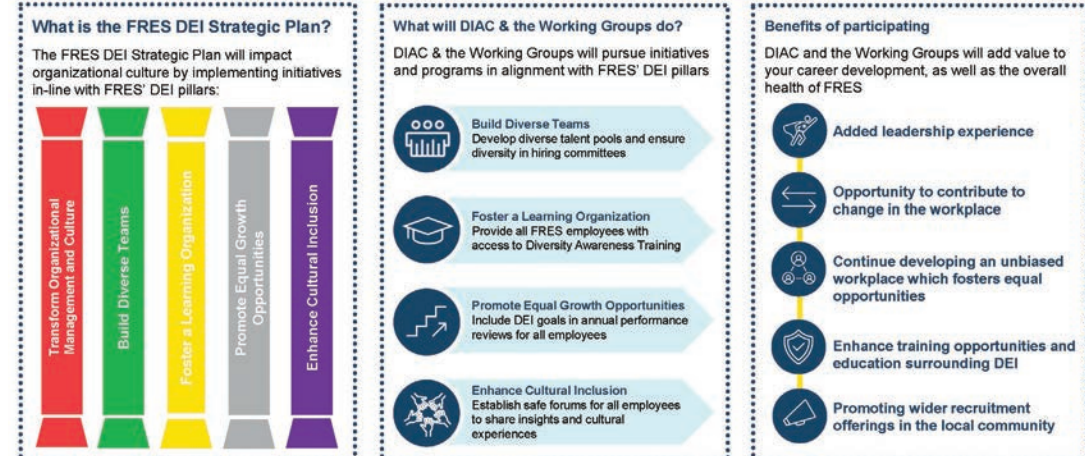 What is the FRES DEI Strategic Plan?
The FRES DEI Strategic Plan will impact
organizational culture by implementing initiatives
in-line with FRES' DEI pillars:
Transform Organizational
Management and Culture
Build Diverse Teams
Foster a Learning Organization
Promote Equal Growth
Opportunities
Enhance Cultural Inclusion
What will DIAC & the Working Groups do?
DIAC & the Working Groups will pursue initiatives
and programs in alignment with FRES' DEI pillars
Build Diverse Teams
Develop diverse talent pools and ensure
diversity in hiring committees
Foster a Learning Organization
Provide all FRES employees with
access to Diversity Awareness Training
Promote Equal Growth Opportunities
Include DEI goals in annual performance
reviews for all employees
Enhance Cultural Inclusion
Establish safe forums for all employees
to share insights and cultural
experiences
Benefits of participating
DIAC and the Working Groups will add value to
your career development, as well as the overall
health of FRES
Added leadership experience
Opportunity to contribute to
change in the workplace
Continue developing an unbiased
workplace which fosters equal
opportunities
Enhance training opportunities and
education surrounding DEI
Promoting wider recruitment
offerings in the local community